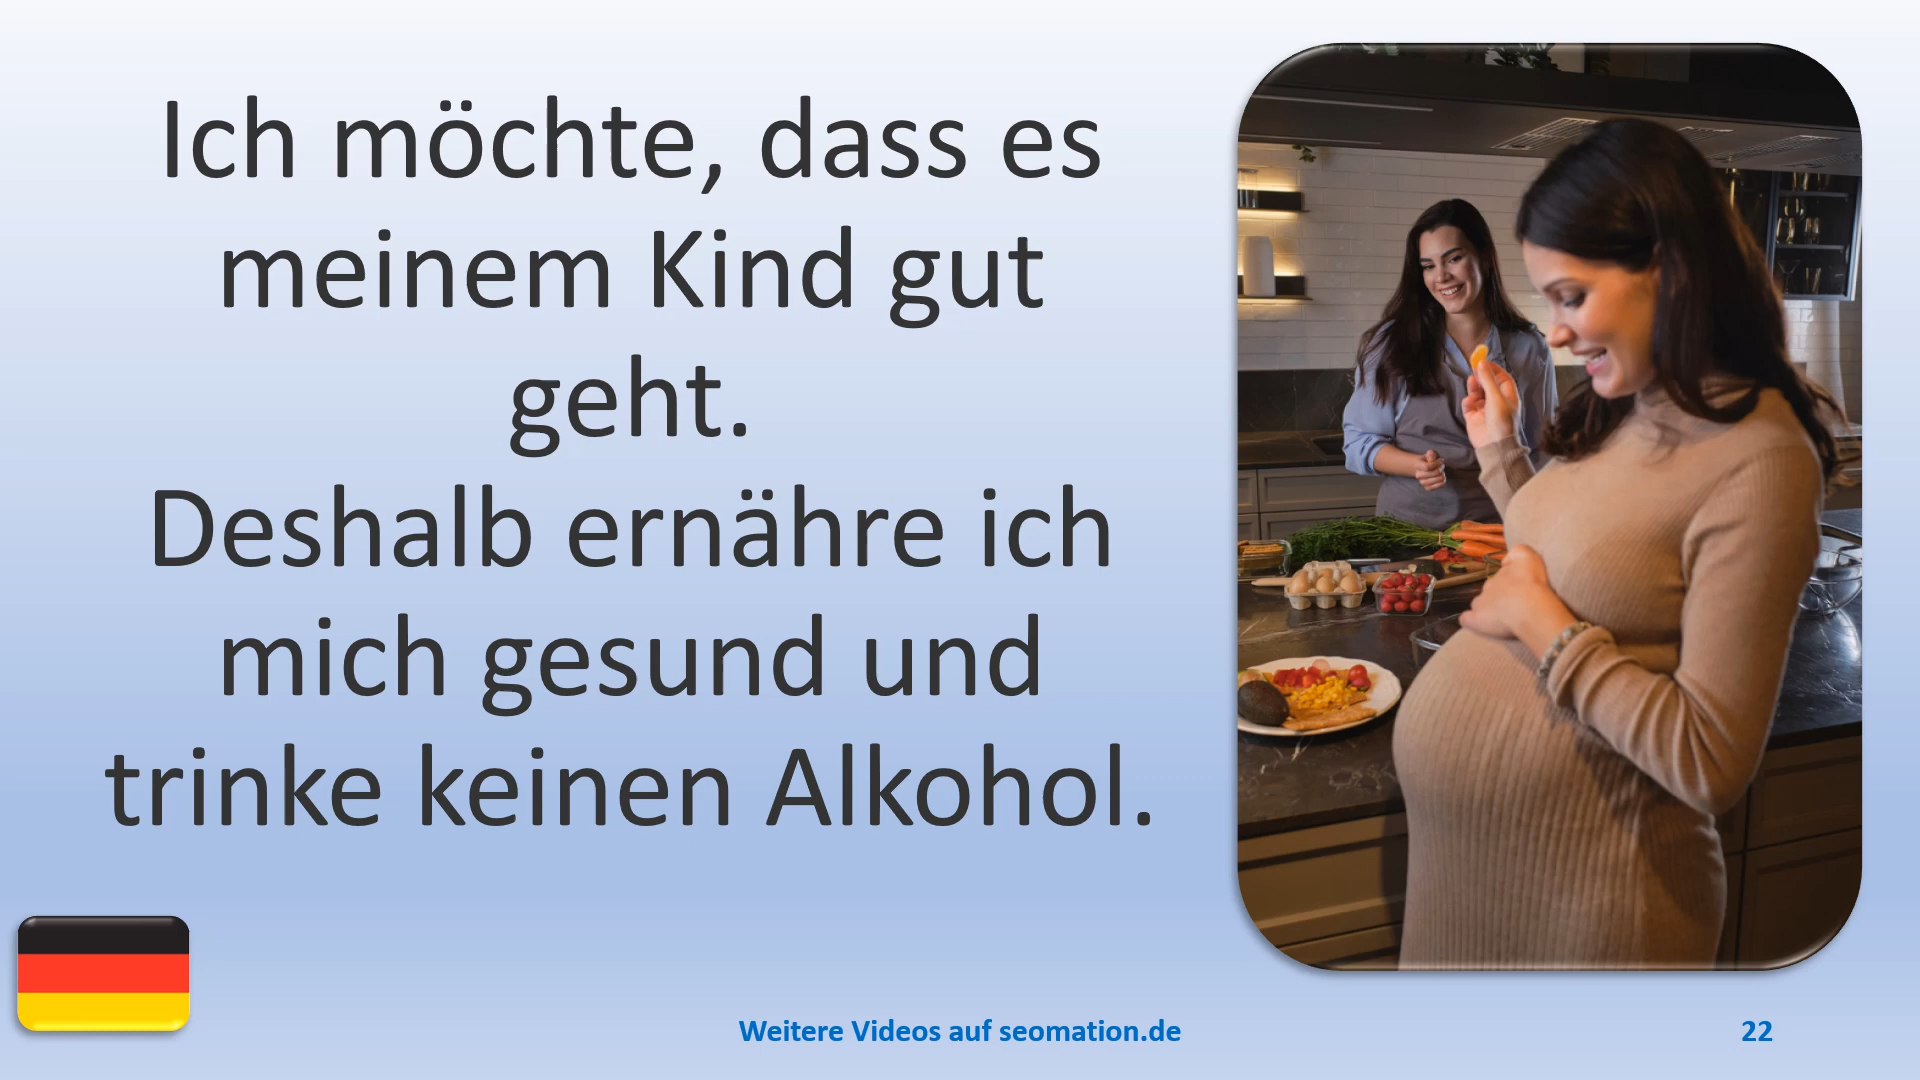 Ich möchte, dass es
meinem Kind gut
geht.
Deshalb ernähre ich
mich gesund und
trinke keinen Alkohol.
Weitere Videos auf seomation.de
22